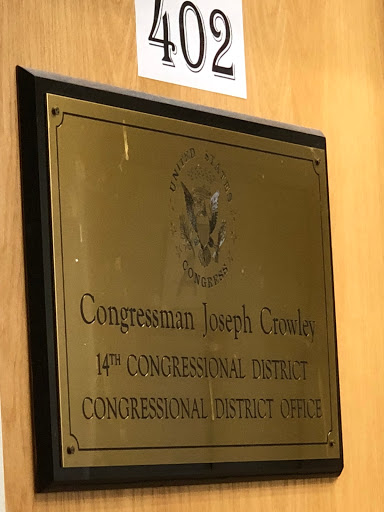 402
UNITED STATES
CONGRESS
Congressman Joseph Crowley
14TH CONGRESSIONAL DISTRICT
CONGRESSIONAL DISTRICT OFFICE